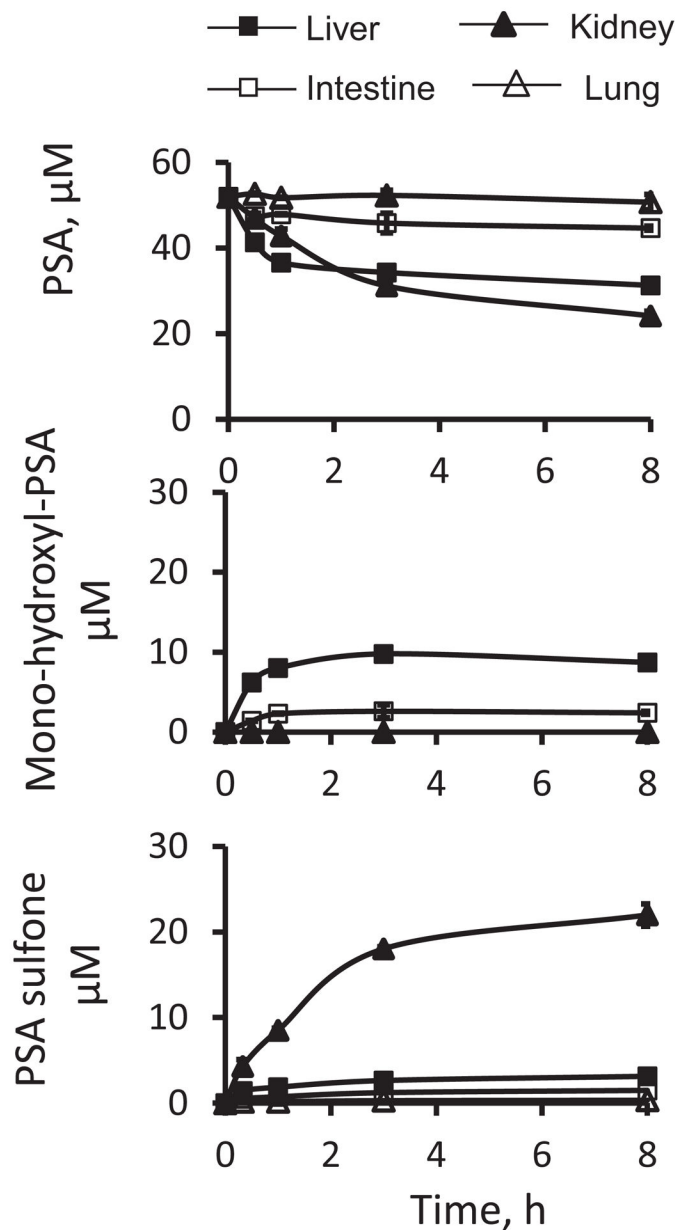 Liver Kidney
Intestine Lung
PSA, μM
60
40
20
0
0 2 4 6 8
Mono-hydroxyl-PSA
μM
30
20
10
0
0 2 4 6 8
PSA sulfone
μM
30
20
10
0
0 2 4 6 8
Time, h